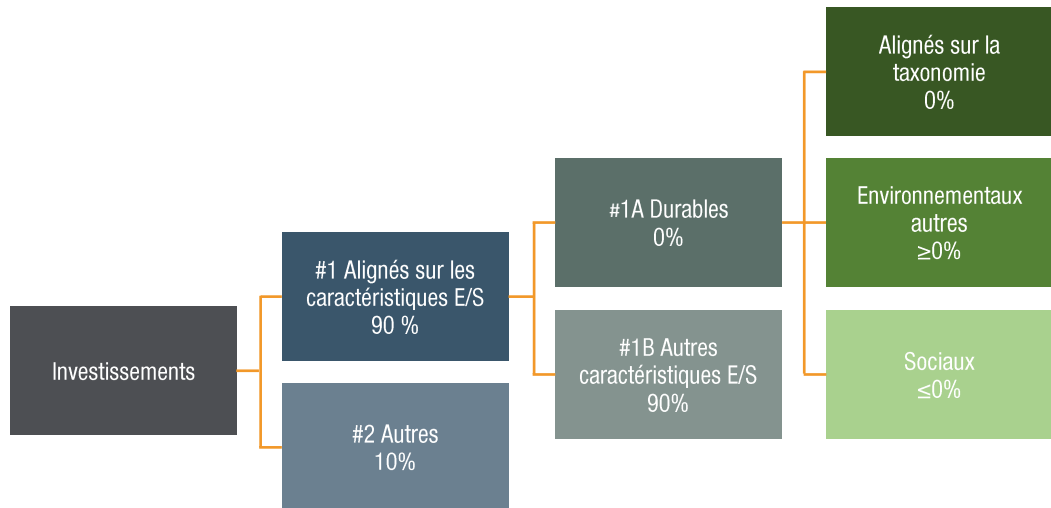 Investissements
#1 Alignés sur les
caractéristiques E/S
90 %
#2 Autres
10%
#1A Durables
0%
#1B Autres
caractéristiques E/S
90%
Alignés sur la
taxonomie
0%
Environnementaux
autres
≥0%
Sociaux
≤0%